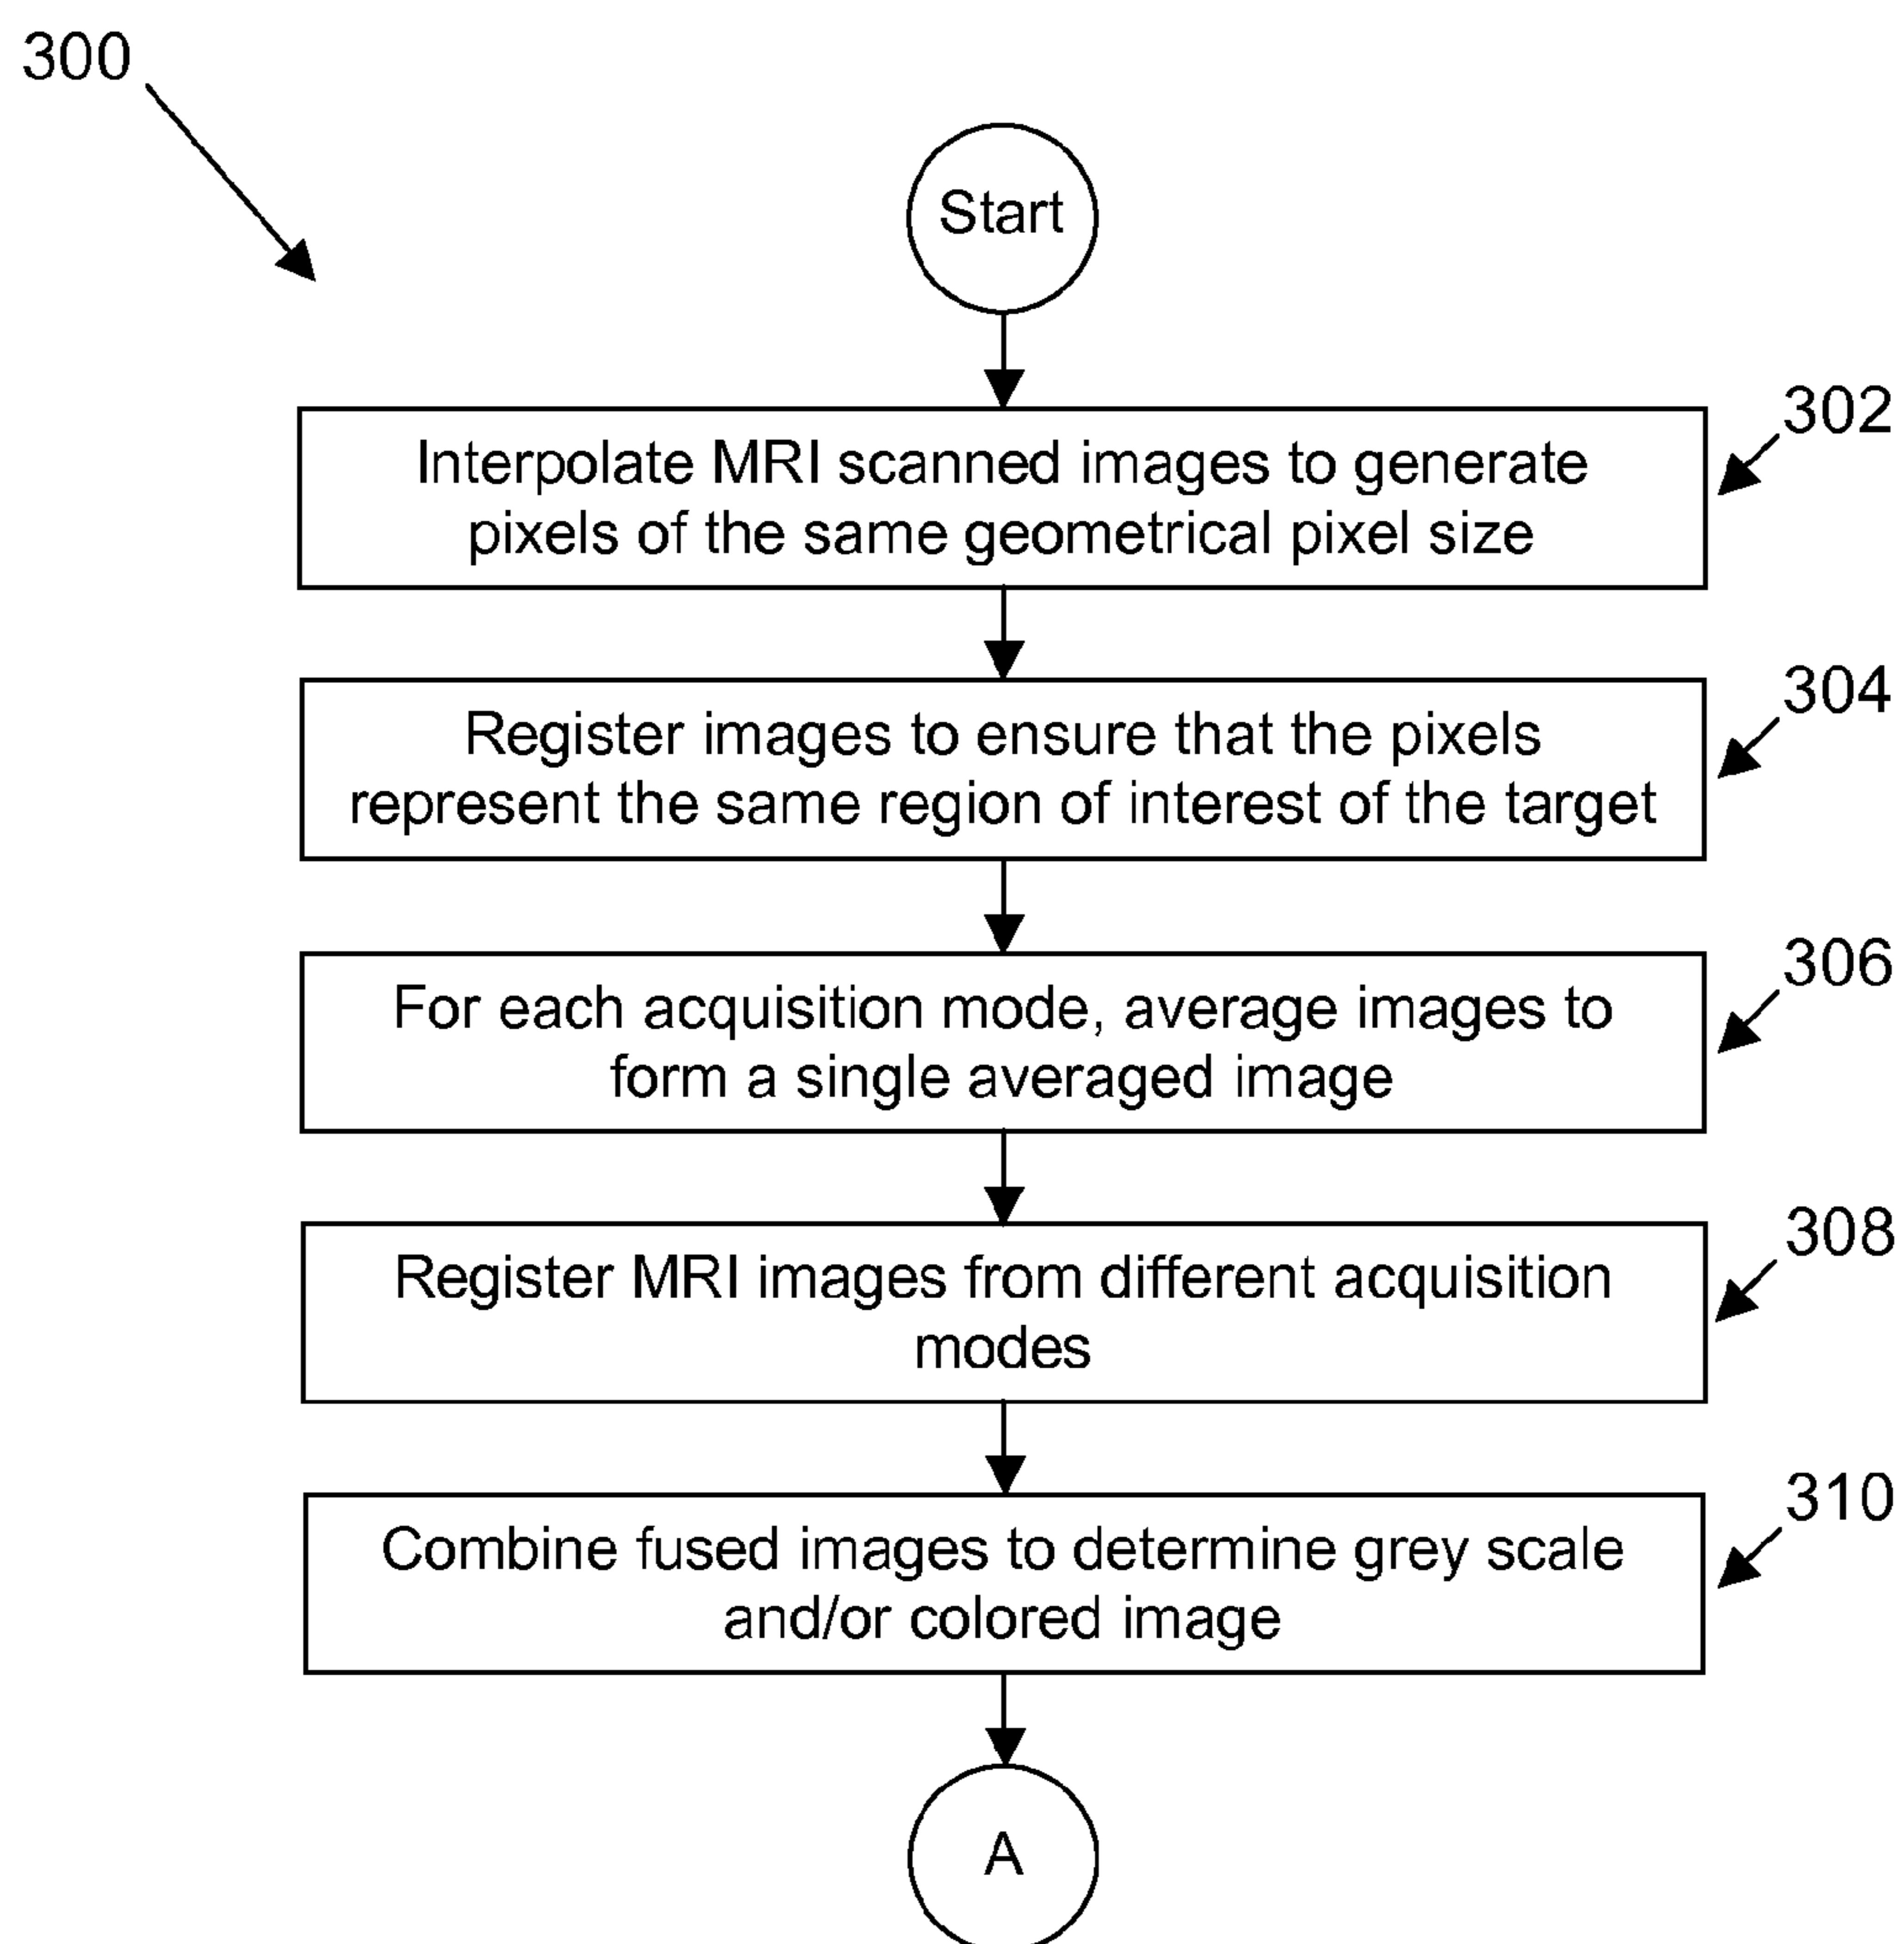 300
Start
302
Interpolate MRI scanned images to generate
pixels of the same geometrical pixel size
304
Register images to ensure that the pixels
represent the same region of interest of the target
306
For each acquisition mode, average images to
form a single averaged image
308
Register MRI images from different acquisition
modes
310
Combine fused images to determine grey scale
and/or colored image
A